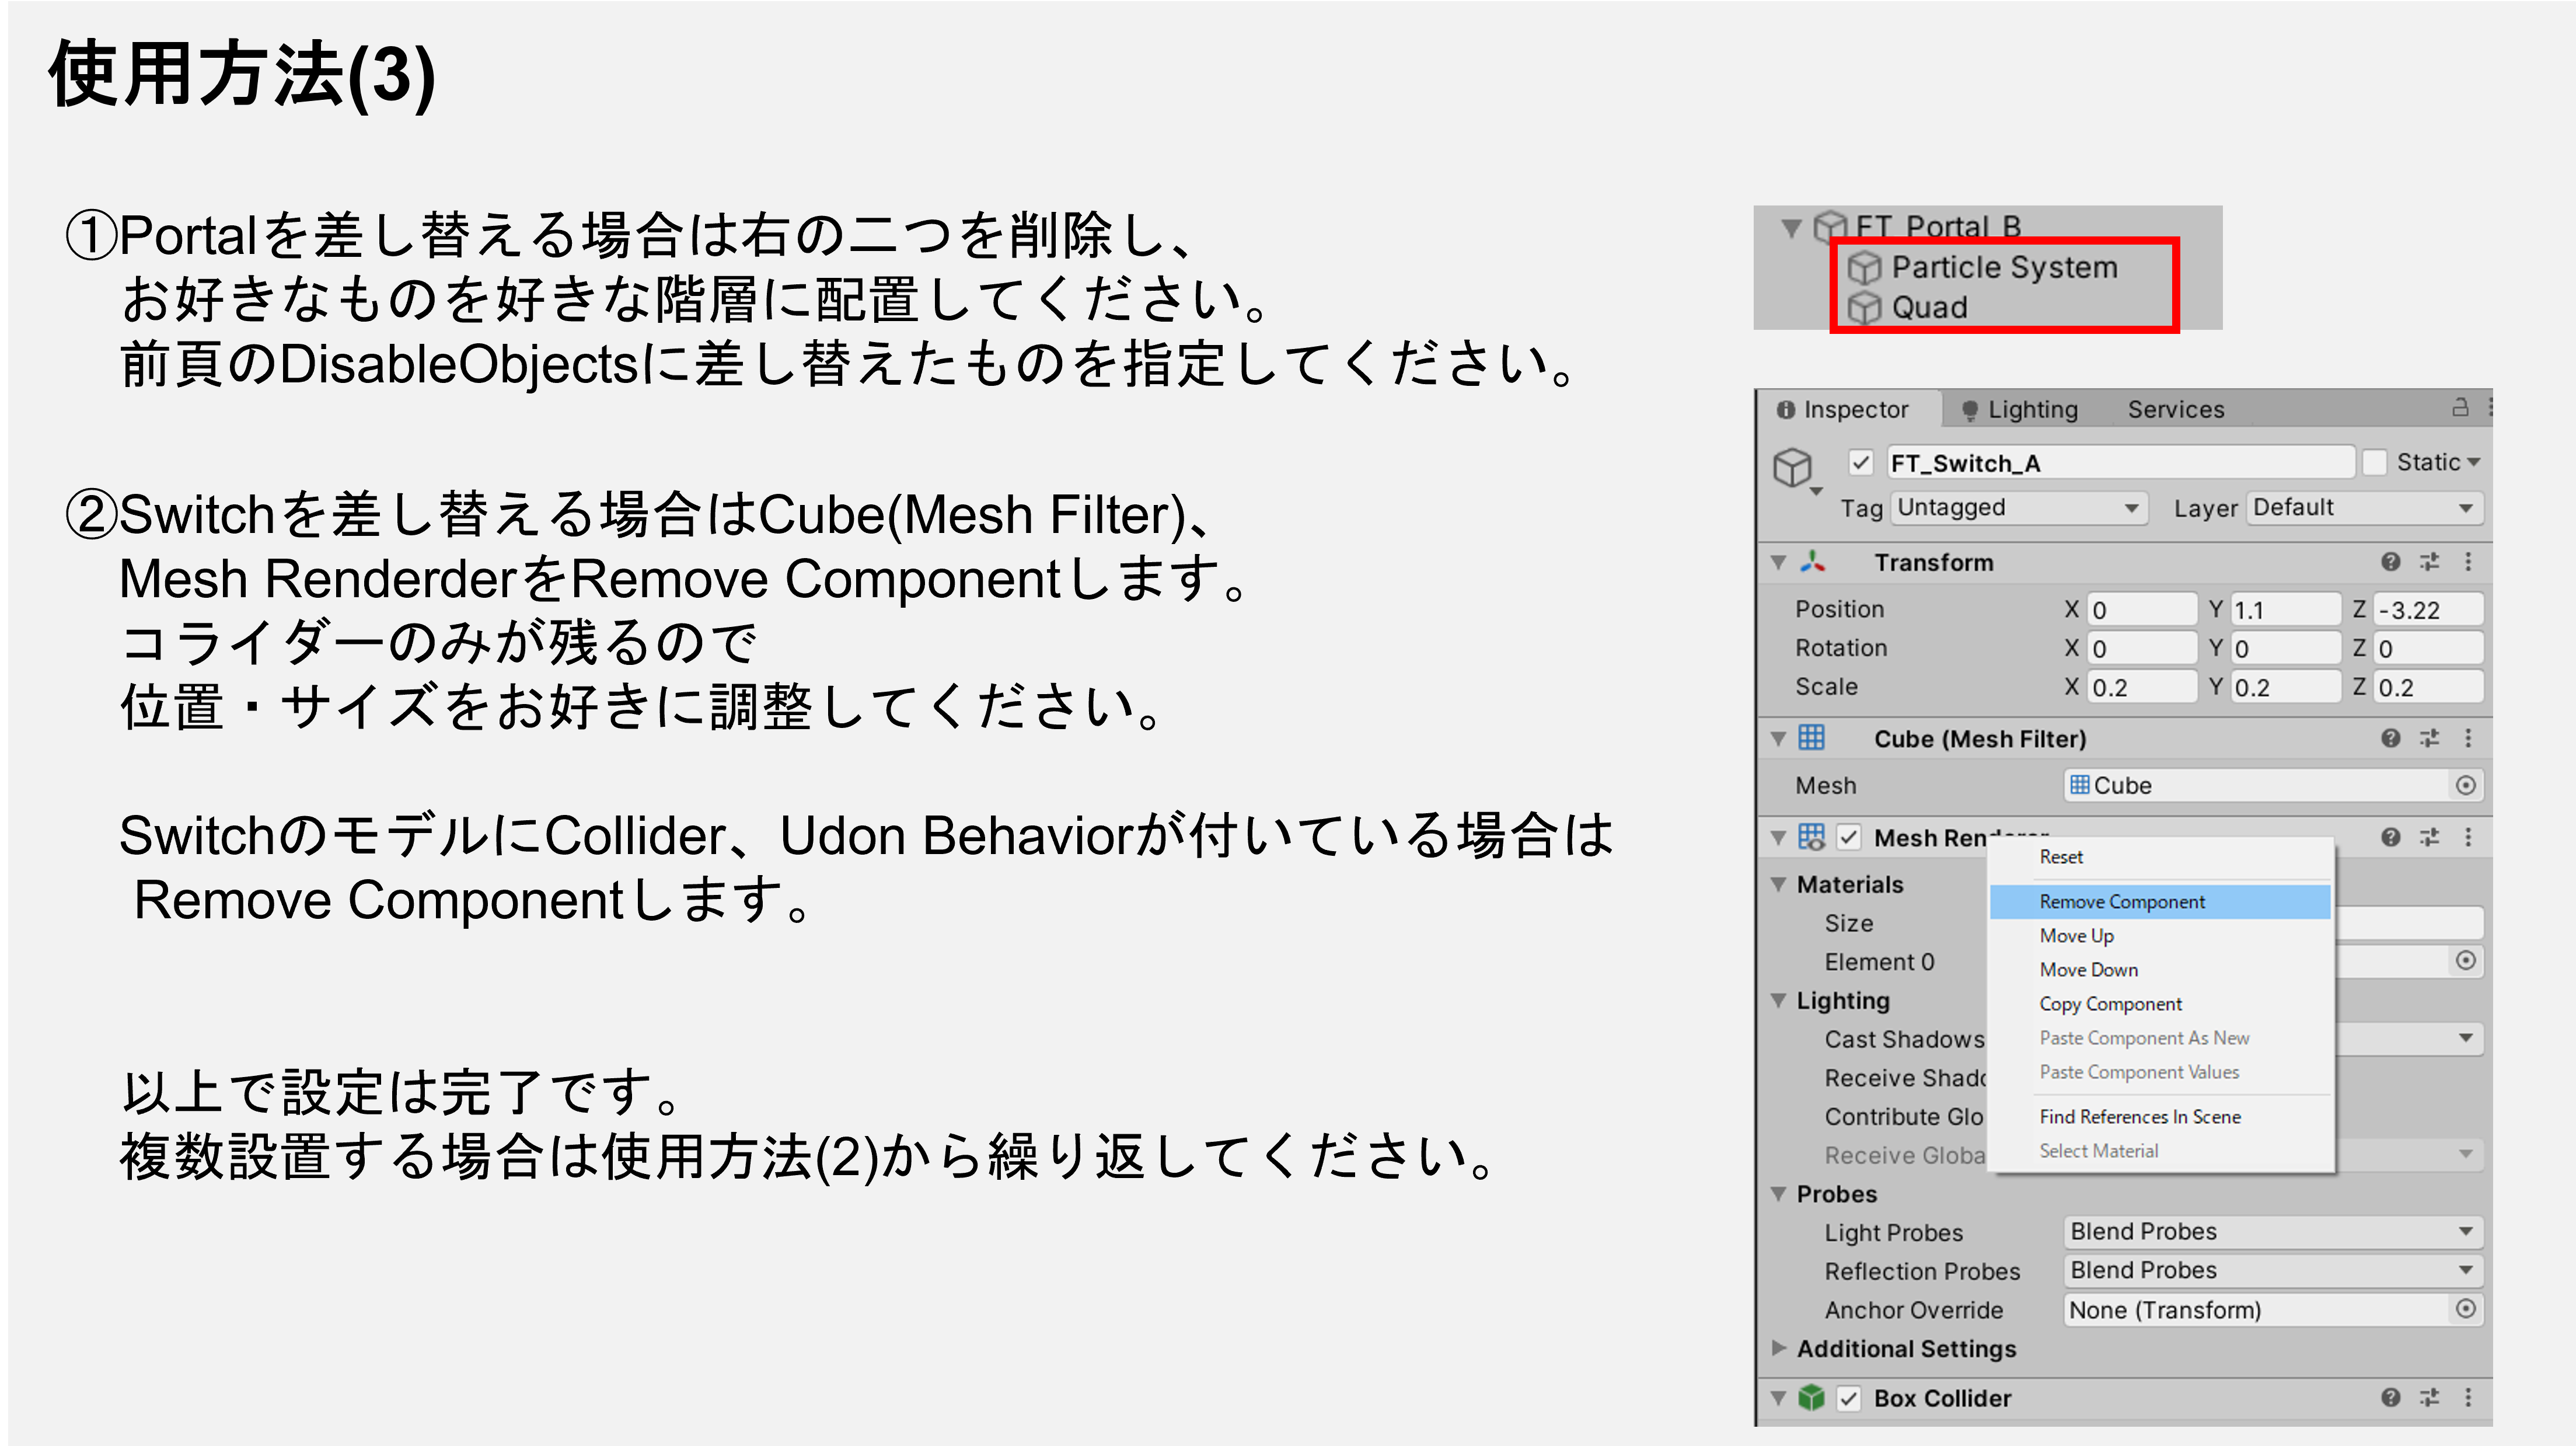 使用方法(3)
①Portalを差し替える場合は右の二つを削除し、
お好きなものを好きな階層に配置してください。
前頁のDisableObjectsに差し替えたものを指定してください。
②Switchを差し替える場合はCube(Mesh Filter)、
Mesh RenderderをRemove Componentします。
コライダーのみが残るので
位置・サイズをお好きに調整してください。
SwitchのモデルにCollider、Udon Behaviorが付いている場合は
Remove Componentします。
以上で設定は完了です。
複数設置する場合は使用方法(2)から繰り返してください。
FT_Portal_B
Particle System
Quad
Inspector Lighting Services
FT_Switch_A Static
Tag Untagged Layer Default
Transform
Position X 0 Y 1.1 Z -3.22
Rotation X 0 Y 0 Z 0
Scale X 0.2 Y 0.2 Z 0.2
Cube (Mesh Filter)
Mesh Cube
Mesh Renderer
Reset
Remove Component
Move Up
Move Down
Copy Component
Paste Component As New
Paste Component Values
Find References In Scene
Select Material
Materials
Size
Element 0
Lighting
Cast Shadows
Receive Shado
Contribute Glo
Receive Globa
Probes
Light Probes Blend Probes
Reflection Probes Blend Probes
Anchor Override None (Transform)
Additional Settings
Box Collider